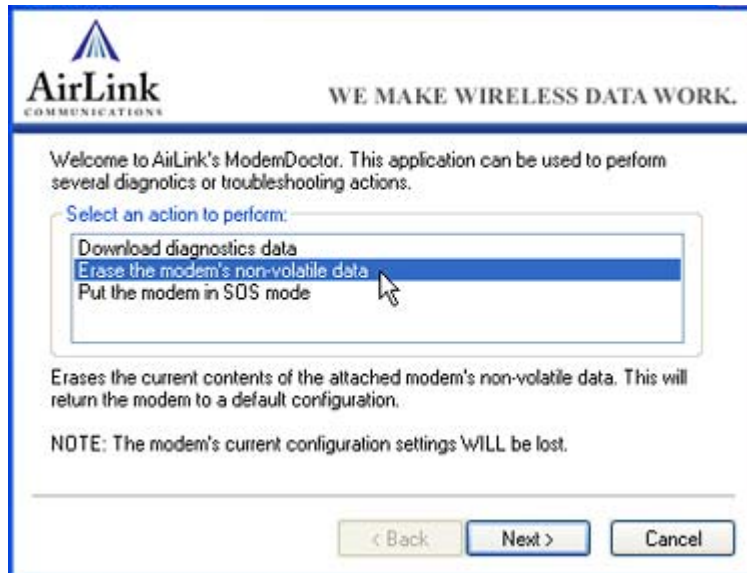 AirLink
COMMUNICATIONS
WE MAKE WIRELESS DATA WORK.
Welcome to AirLink's ModemDoctor. This application can be used to perform
several diagnotics or troubleshooting actions.
Select an action to perform:
Download diagnostics data
Erase the modem's non-volatile data
Put the modem in SOS mode
Erases the current contents of the attached modem's non-volatile data. This will
return the modem to a default configuration.
NOTE: The modem's current configuration settings WILL be lost.
< Back
Next >
Cancel